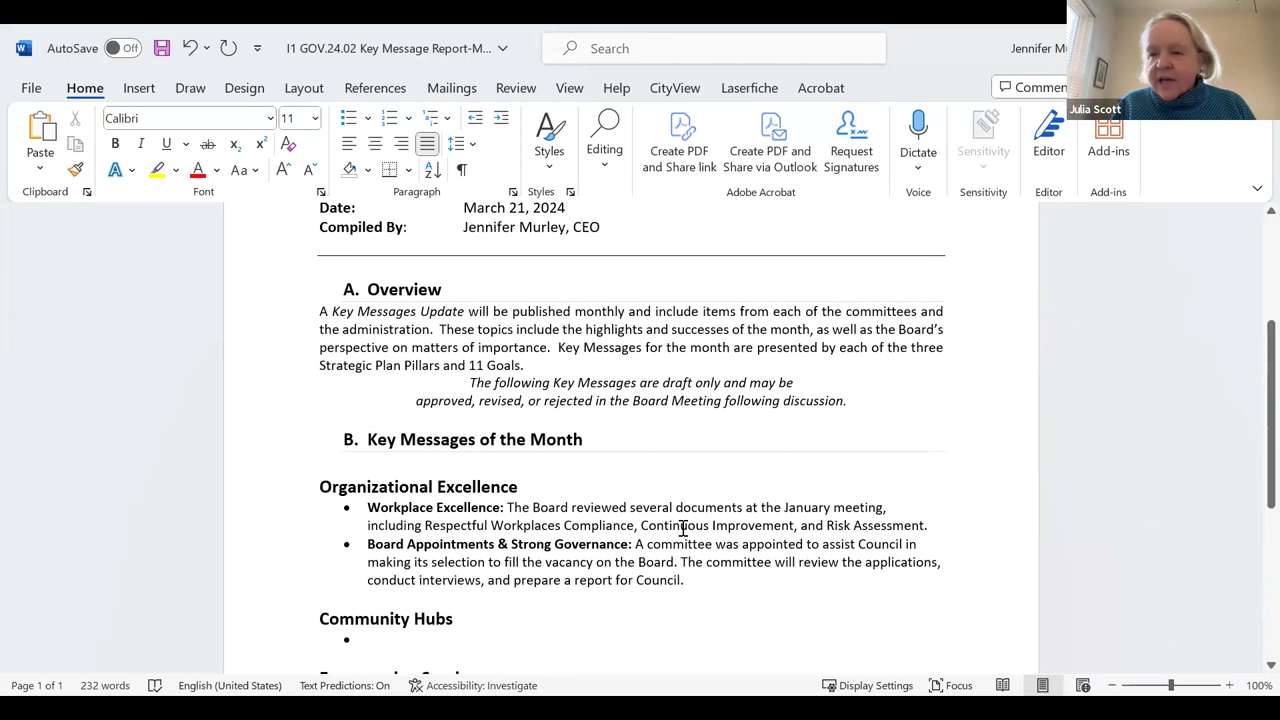 AutoSave Off I1 GOV.24.02 Key Message Report-M... Search Jennifer Mu
File Home Insert Draw Design Layout References Mailings Review View Help CityView Laserfiche Acrobat Commen
Julia Scott
Calibri 11
Paste Styles Editing Create PDF and Share link Create PDF and Share via Outlook Request Signatures Dictate Sensitivity Editor Add-ins
Clipboard Font Paragraph Styles Adobe Acrobat Voice Sensitivity Editor Add-ins
Date: March 21, 2024
Compiled By: Jennifer Murley, CEO
A. Overview
A Key Messages Update will be published monthly and include items from each of the committees and
the administration. These topics include the highlights and successes of the month, as well as the Board's
perspective on matters of importance. Key Messages for the month are presented by each of the three
Strategic Plan Pillars and 11 Goals.
The following Key Messages are draft only and may be
approved, revised, or rejected in the Board Meeting following discussion.
B. Key Messages of the Month
Organizational Excellence
• Workplace Excellence: The Board reviewed several documents at the January meeting,
including Respectful Workplaces Compliance, Continuous Improvement, and Risk Assessment.
• Board Appointments & Strong Governance: A committee was appointed to assist Council in
making its selection to fill the vacancy on the Board. The committee will review the applications,
conduct interviews, and prepare a report for Council.
Community Hubs
•
Page 1 of 1 232 words English (United States) Text Predictions: On Accessibility: Investigate Display Settings Focus 100%